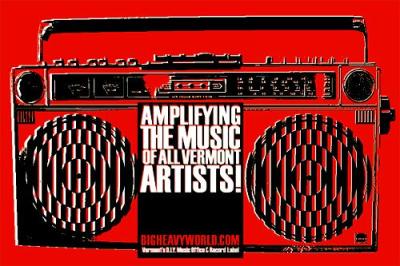 AMPLIFYING
THE MUSIC
OF ALL VERMONT
ARTISTS!
BIGHEAVYWORLD.COM
Vermont's D.I.Y. Music Office & Record Label